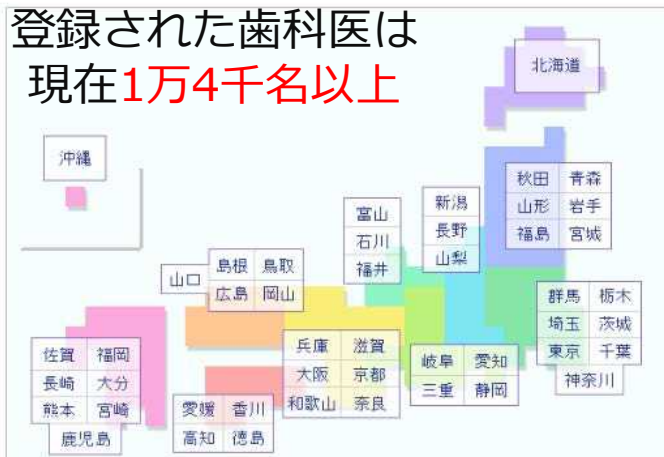 登録された歯科医は
現在1万4千名以上
北海道
沖縄
秋田 青森
山形 岩手
福島 宮城
新潟
長野
山梨
富山
石川
福井
山口
島根 鳥取
広島 岡山
群馬 栃木
埼玉 茨城
東京 千葉
神奈川
兵庫 滋賀
大阪 京都
和歌山 奈良
岐阜 愛知
三重 静岡
佐賀 福岡
長崎 大分
熊本 宮崎
鹿児島
愛媛 香川
高知 徳島